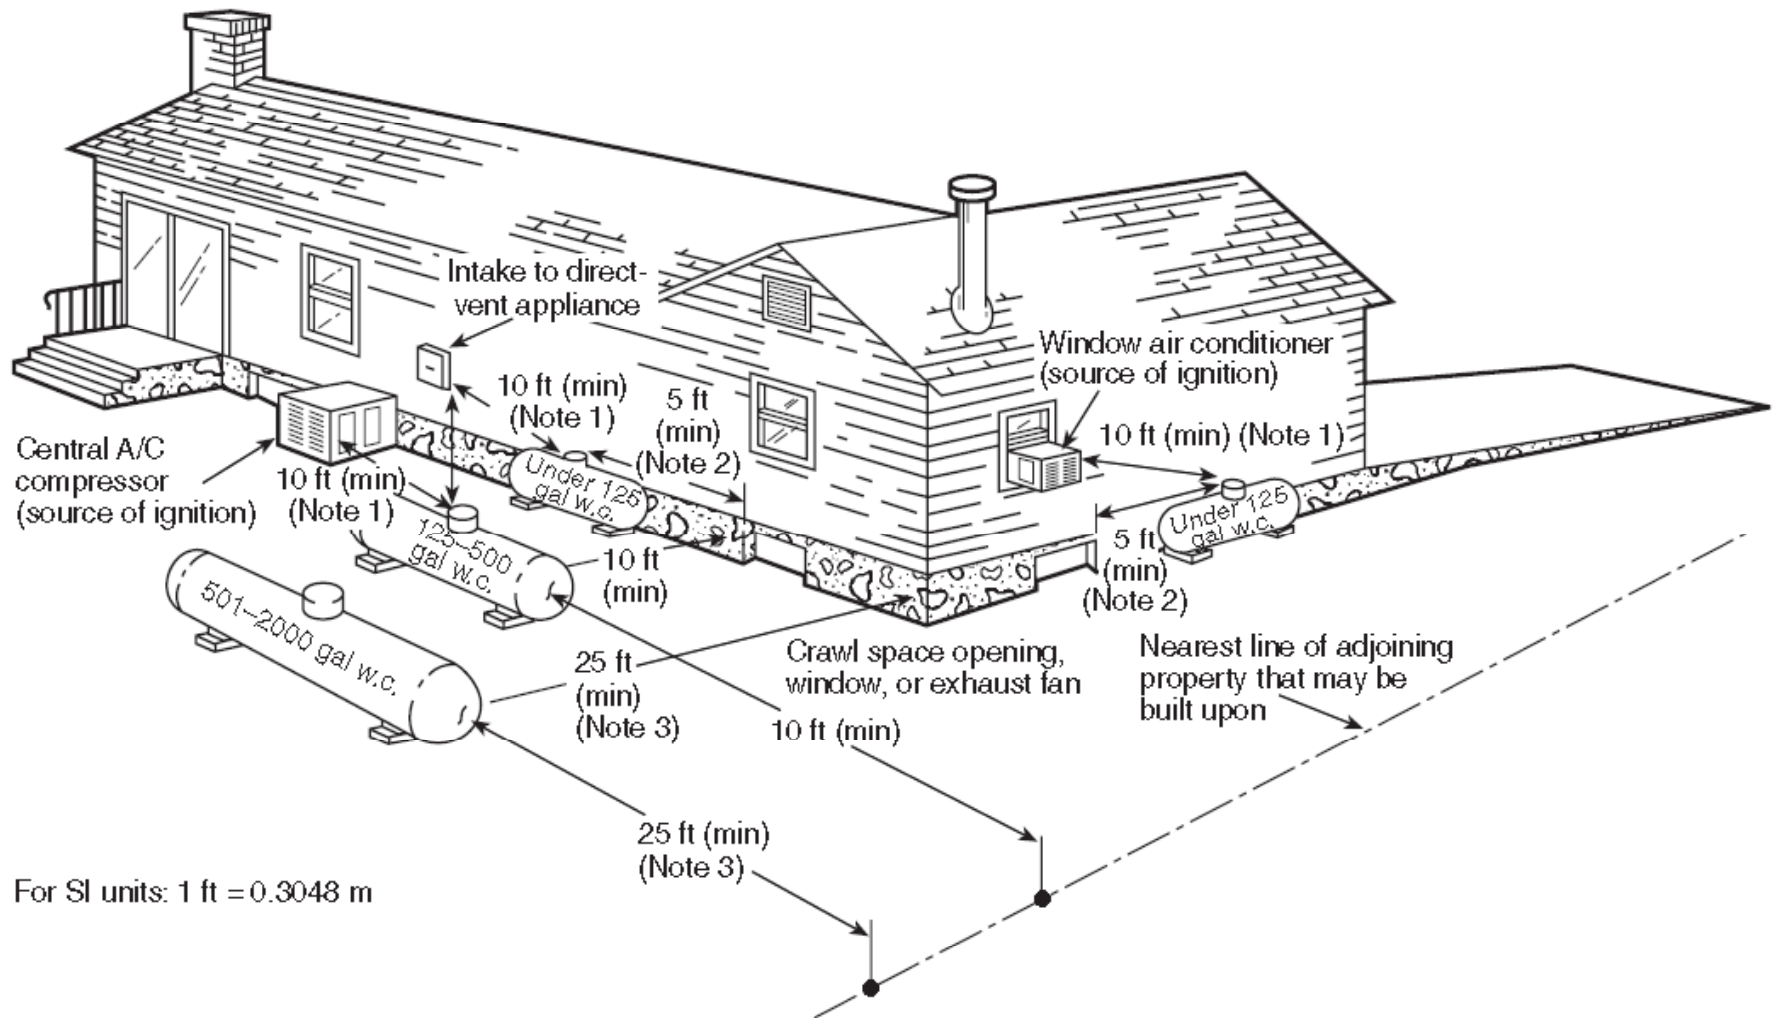 Intake to direct-
vent appliance
Window air conditioner
(source of ignition)
10 ft (min)
(Note 1)
5 ft
(min)
(Note 2)
10 ft (min) (Note 1)
Central A/C
compressor
(source of ignition)
10 ft (min)
(Note 1)
Under 125
gal w.c.
Under 125
gal w.c.
125–500
gal w.c.
10 ft
(min)
5 ft
(min)
(Note 2)
501–2000 gal w.c.
25 ft
(min)
(Note 3)
Crawl space opening,
window, or exhaust fan
Nearest line of adjoining
property that may be
built upon
10 ft (min)
25 ft (min)
(Note 3)
For SI units: 1 ft = 0.3048 m